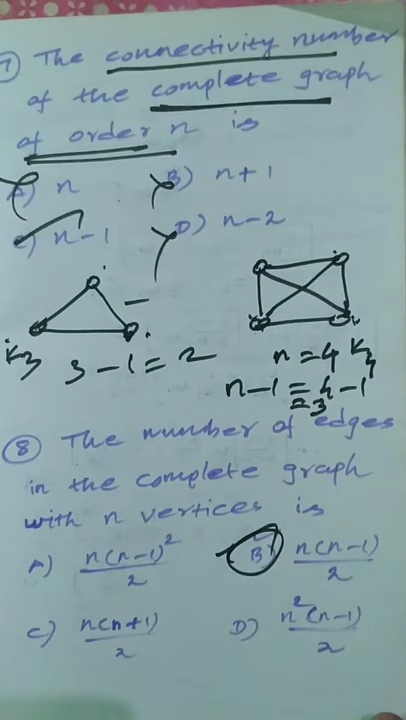 7) The connectivity number
of the complete graph
of order n is
A) n B) n+1
C) n-1 D) n-2
K3 3-1=2
n=4 K4
n-1=4-1
=3
8 The number of edges
in the complete graph
with n vertices is
A) n(n-1)²/2 B) n(n-1)/2
C) n(n+1)/2 D) n²(n-1)/2